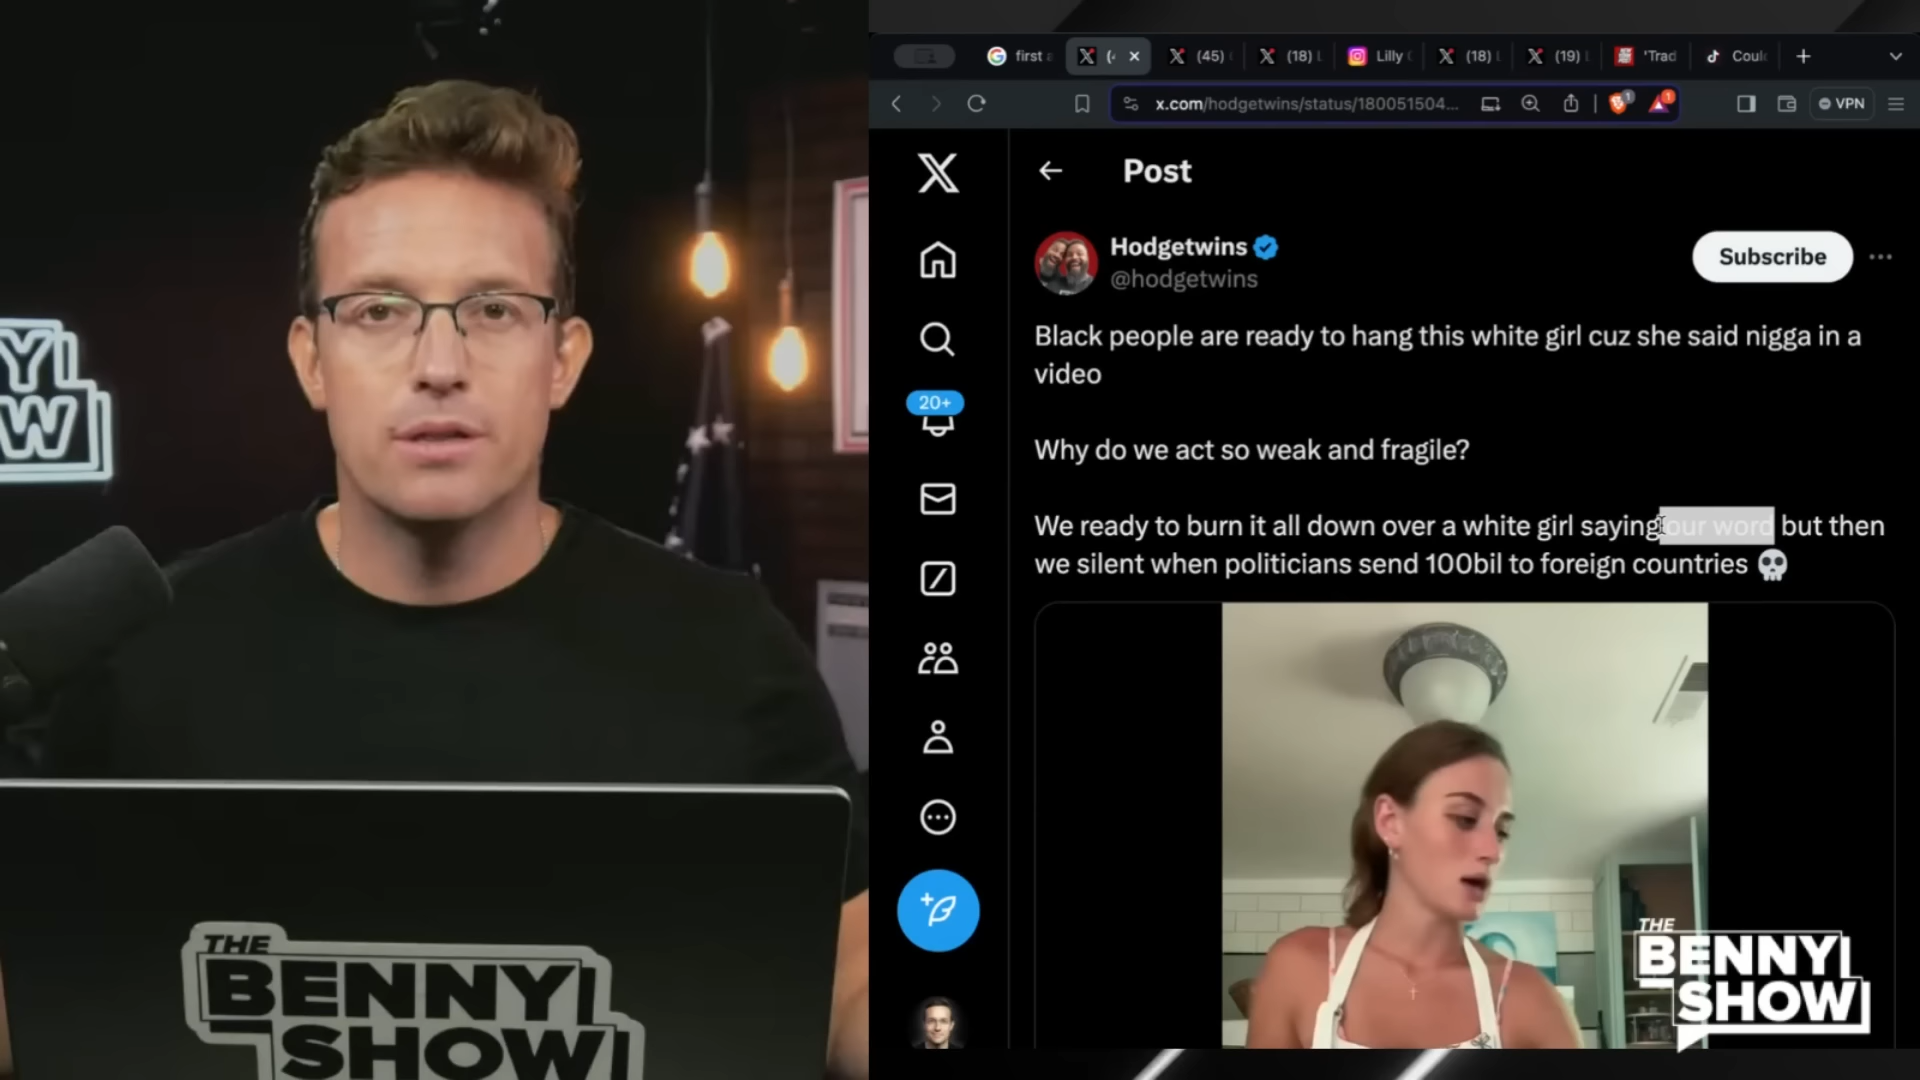 first
(45)
(18)
Lilly
(18)
(19)
'Trad
Coul
x.com/hodgetwins/status/180051504...
1
1
VPN
Post
Hodgetwins
@hodgetwins
Subscribe
Black people are ready to hang this white girl cuz she said nigga in a
video
Why do we act so weak and fragile?
We ready to burn it all down over a white girl saying our word but then
we silent when politicians send 100bil to foreign countries 💀
20+
Y
W
THE
BENNY
SHOW
THE
BENNY
SHOW